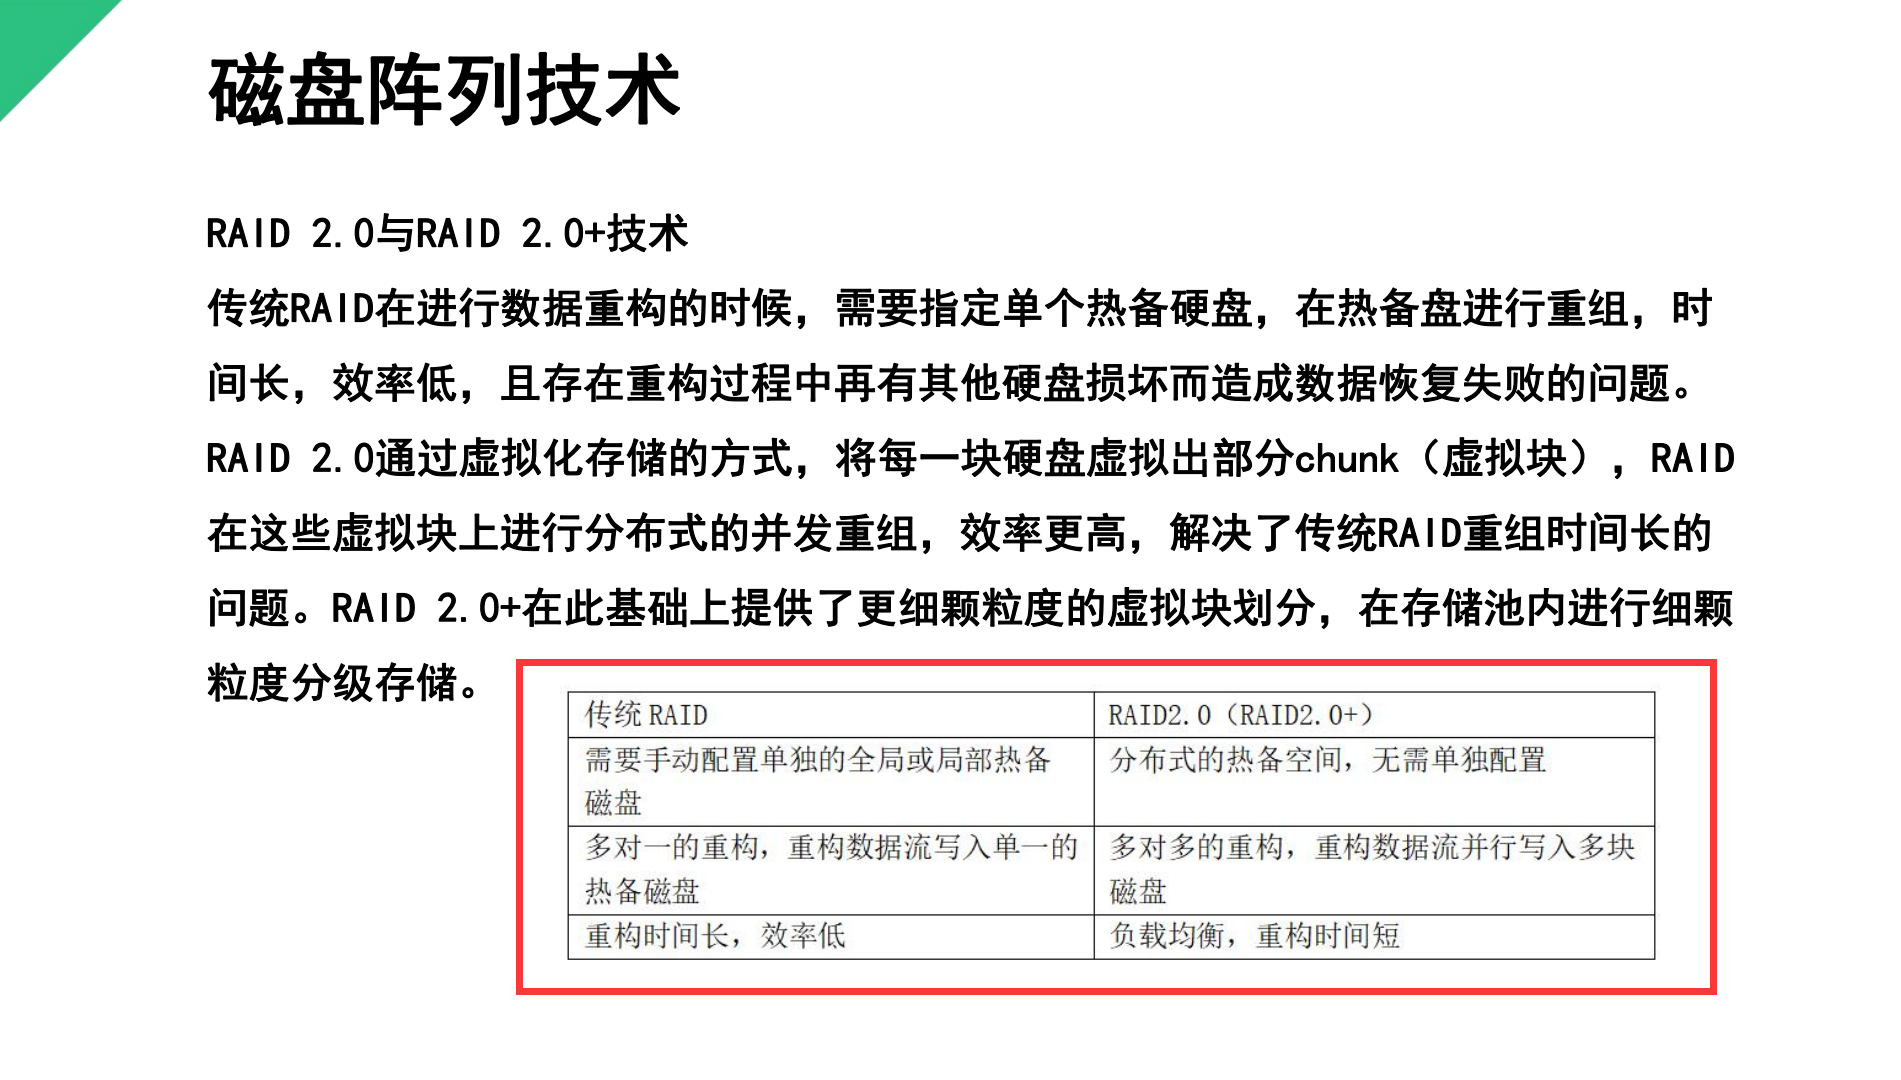 磁盘阵列技术
RAID 2.0与RAID 2.0+技术
传统RAID在进行数据重构的时候，需要指定单个热备硬盘，在热备盘进行重组，时
间长，效率低，且存在重构过程中再有其他硬盘损坏而造成数据恢复失败的问题。
RAID 2.0通过虚拟化存储的方式，将每一块硬盘虚拟出部分chunk（虚拟块），RAID
在这些虚拟块上进行分布式的并发重组，效率更高，解决了传统RAID重组时间长的
问题。RAID 2.0+在此基础上提供了更细颗粒度的虚拟块划分，在存储池内进行细颗
粒度分级存储。
传统 RAID
RAID2.0（RAID2.0+）
需要手动配置单独的全局或局部热备
磁盘
分布式的热备空间，无需单独配置
多对一的重构，重构数据流写入单一的
热备磁盘
多对多的重构，重构数据流并行写入多块
磁盘
重构时间长，效率低
负载均衡，重构时间短